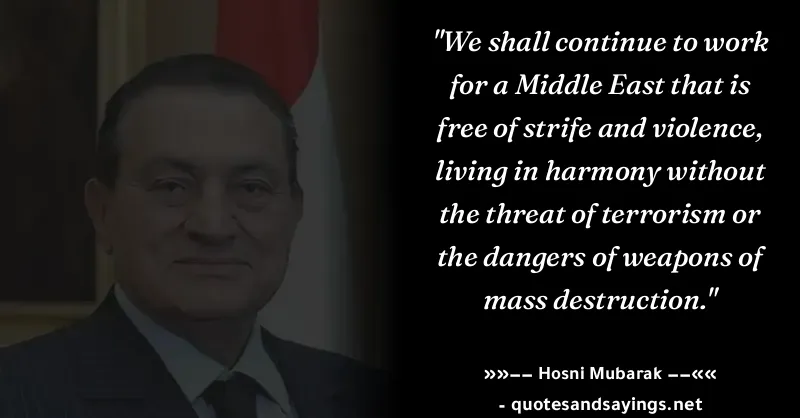 "We shall continue to work
for a Middle East that is
free of strife and violence,
living in harmony without
the threat of terrorism or
the dangers of weapons of
mass destruction."
»»–– Hosni Mubarak ––««
- quotesandsayings.net